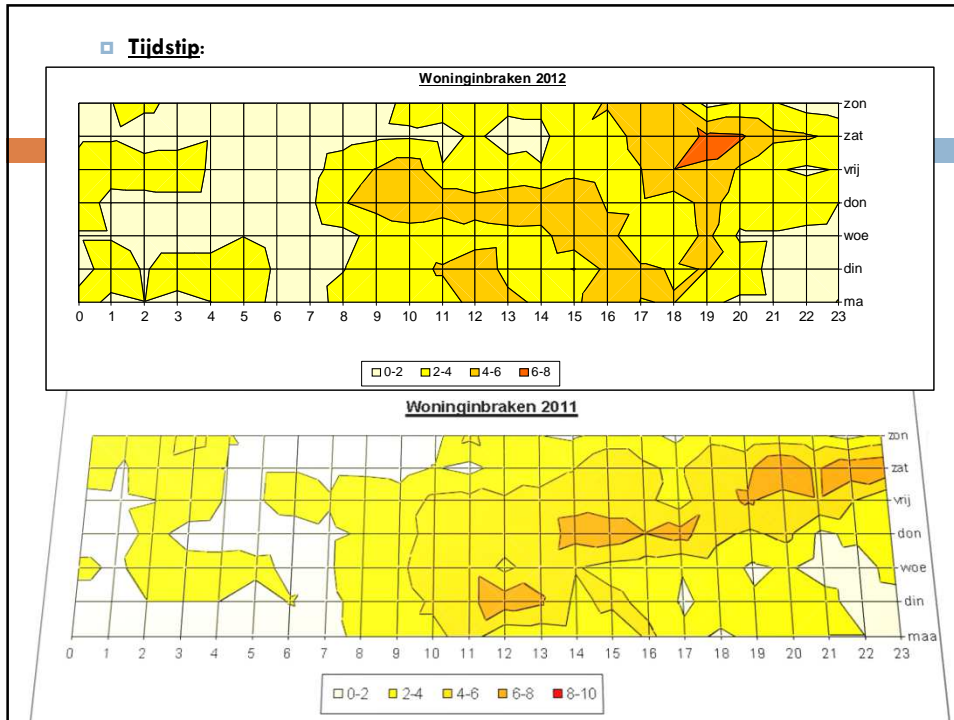 Tijdstip:
Woninginbraken 2012
zon
zat
vrij
don
woe
din
ma
0 1 2 3 4 5 6 7 8 9 10 11 12 13 14 15 16 17 18 19 20 21 22 23
0-2 2-4 4-6 6-8
Woninginbraken 2011
zon
zat
vrij
don
woe
din
maa
0 1 2 3 4 5 6 7 8 9 10 11 12 13 14 15 16 17 18 19 20 21 22 23
0-2 2-4 4-6 6-8 8-10